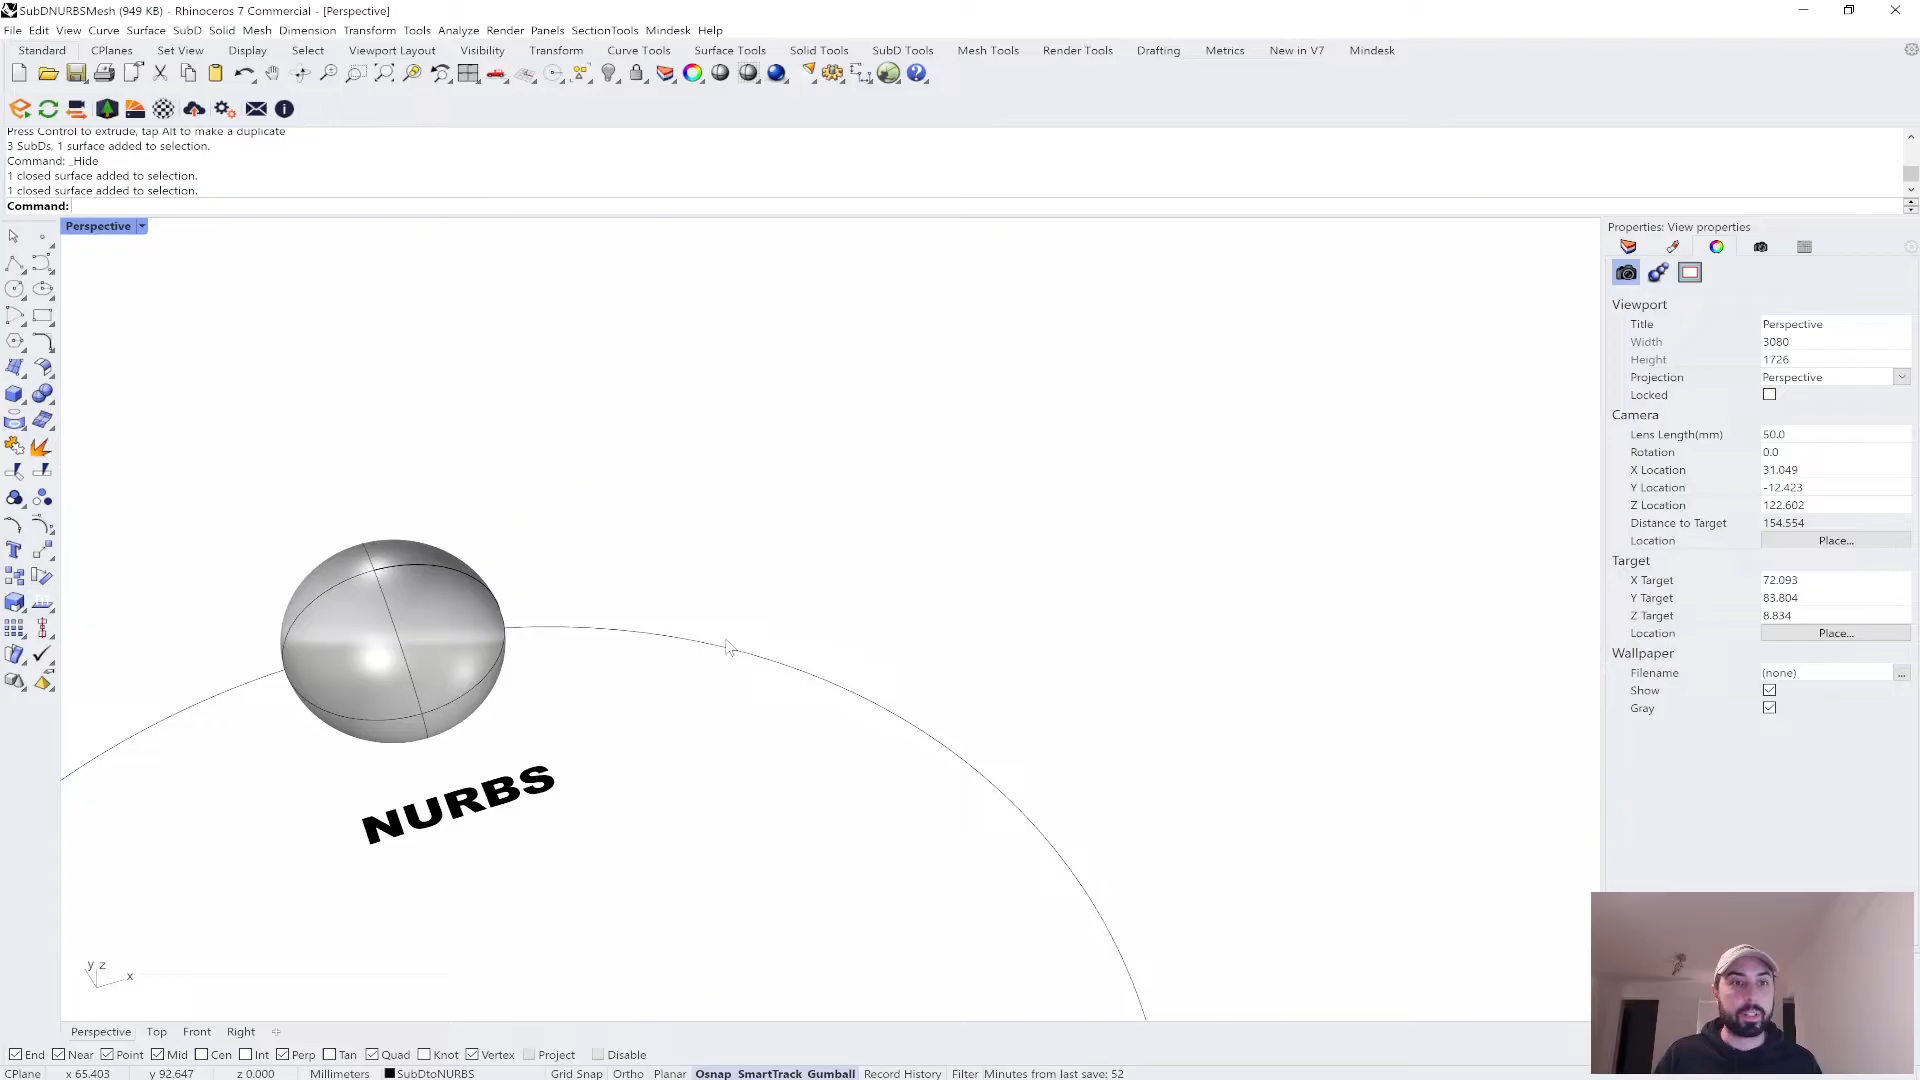 SubDNURBSMesh (949 KB) - Rhinoceros 7 Commercial - [Perspective]
File Edit View Curve Surface SubD Solid Mesh Dimension Transform Tools Analyze Render Panels SectionTools Mindesk Help
Standard CPlanes Set View Display Select Viewport Layout Visibility Transform Curve Tools Surface Tools Solid Tools SubD Tools Mesh Tools Render Tools Drafting Metrics New in V7 Mindesk
Press Control to extrude, tap Alt to make a duplicate
3 SubDs, 1 surface added to selection.
Command: _Hide
1 closed surface added to selection.
1 closed surface added to selection.
Command:
Perspective
Properties: View properties
Viewport
Title Perspective
Width 3080
Height 1726
Projection Perspective
Locked
Camera
Lens Length(mm) 50.0
Rotation 0.0
X Location 31.049
Y Location -12.423
Z Location 122.602
Distance to Target 154.554
Location Place...
Target
X Target 72.093
Y Target 83.804
Z Target 8.834
Location Place...
Wallpaper
Filename (none) ...
Show
Gray
NURBS
y z
x
Perspective Top Front Right
End Near Point Mid Cen Int Perp Tan Quad Knot Vertex Project Disable
CPlane x 65.403 y 92.647 z 0.000 Millimeters SubDtoNURBS Grid Snap Ortho Planar Osnap SmartTrack Gumball Record History Filter Minutes from last save: 52